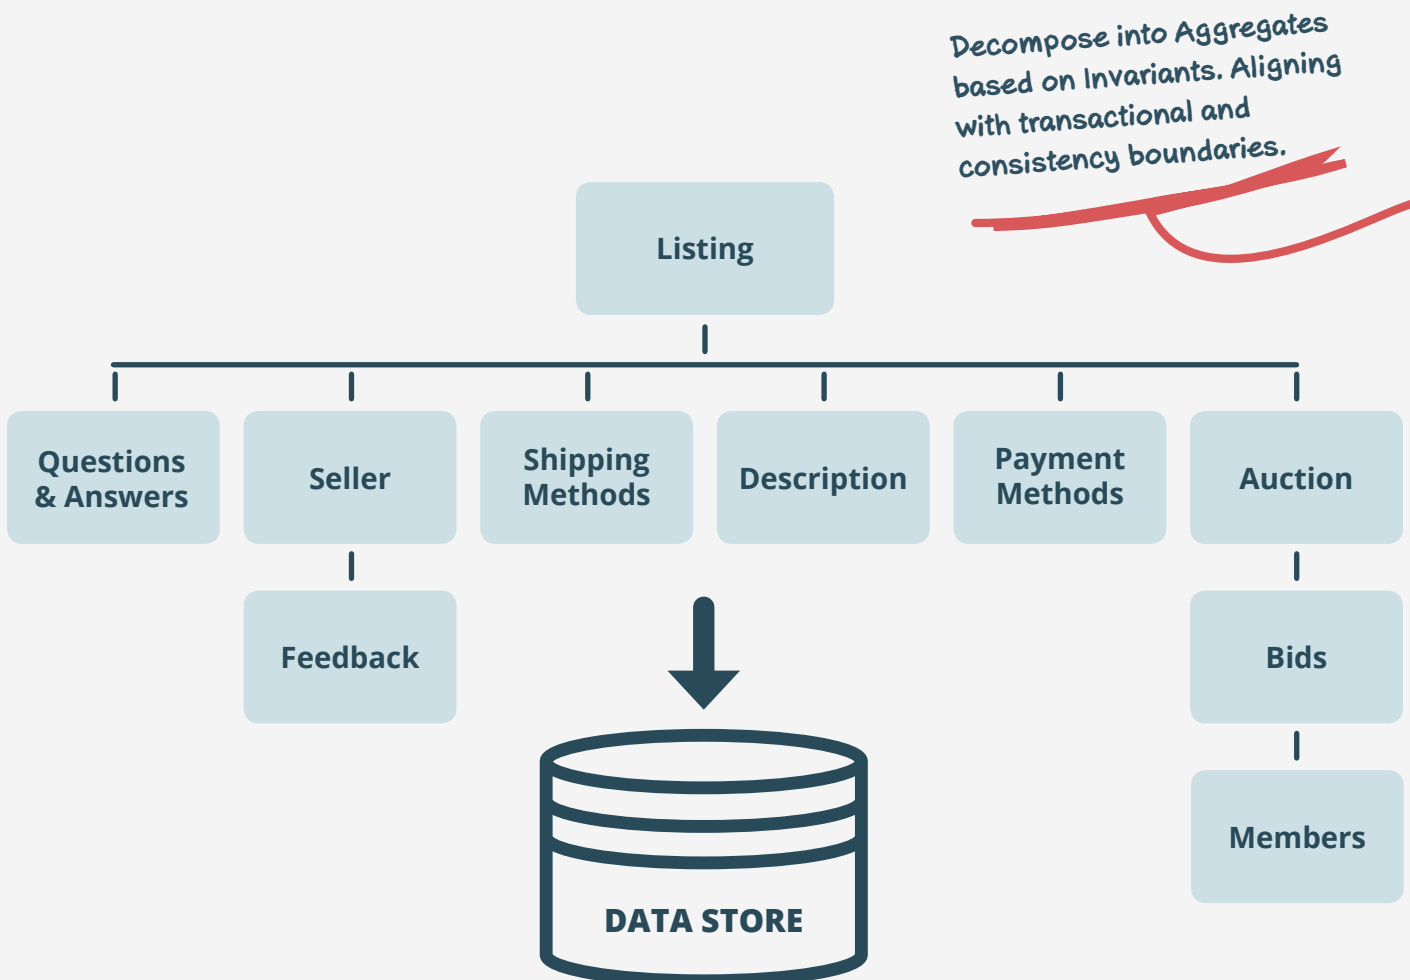 Decompose into Aggregates
based on Invariants. Aligning
with transactional and
consistency boundaries.
Listing
Questions
& Answers
Seller
Shipping
Methods
Description
Payment
Methods
Auction
Feedback
Bids
Members
DATA STORE